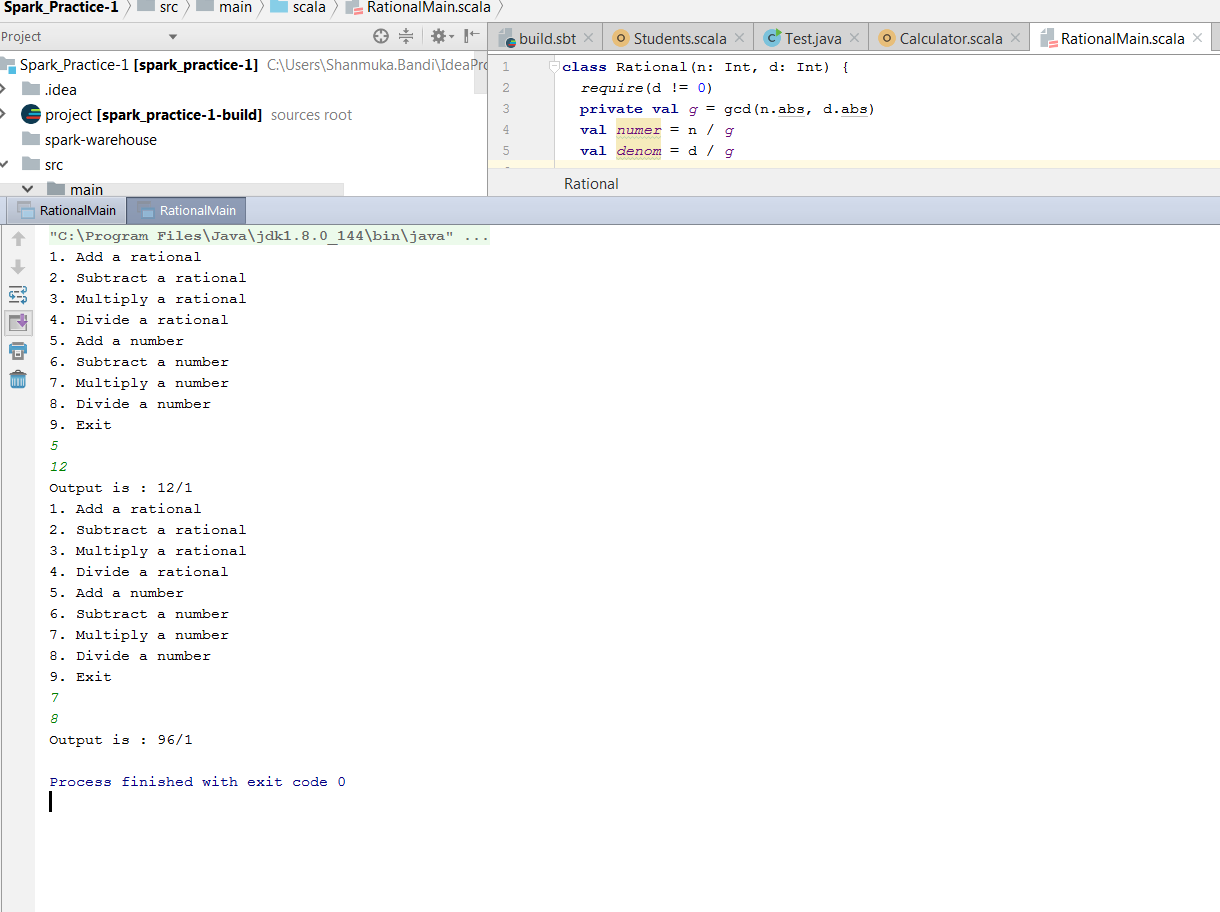 Spark_Practice-1 src main scala RationalMain.scala
Project
build.sbt Students.scala Test.java Calculator.scala RationalMain.scala
Spark_Practice-1 [spark_practice-1] C:\Users\Shanmuka.Bandi\IdeaPro
.idea
project [spark_practice-1-build] sources root
spark-warehouse
src
main
1 class Rational(n: Int, d: Int) {
2 require(d != 0)
3 private val g = gcd(n.abs, d.abs)
4 val numer = n / g
5 val denom = d / g
Rational
RationalMain RationalMain
"C:\Program Files\Java\jdk1.8.0_144\bin\java" ...
1. Add a rational
2. Subtract a rational
3. Multiply a rational
4. Divide a rational
5. Add a number
6. Subtract a number
7. Multiply a number
8. Divide a number
9. Exit
5
12
Output is : 12/1
1. Add a rational
2. Subtract a rational
3. Multiply a rational
4. Divide a rational
5. Add a number
6. Subtract a number
7. Multiply a number
8. Divide a number
9. Exit
7
8
Output is : 96/1
Process finished with exit code 0